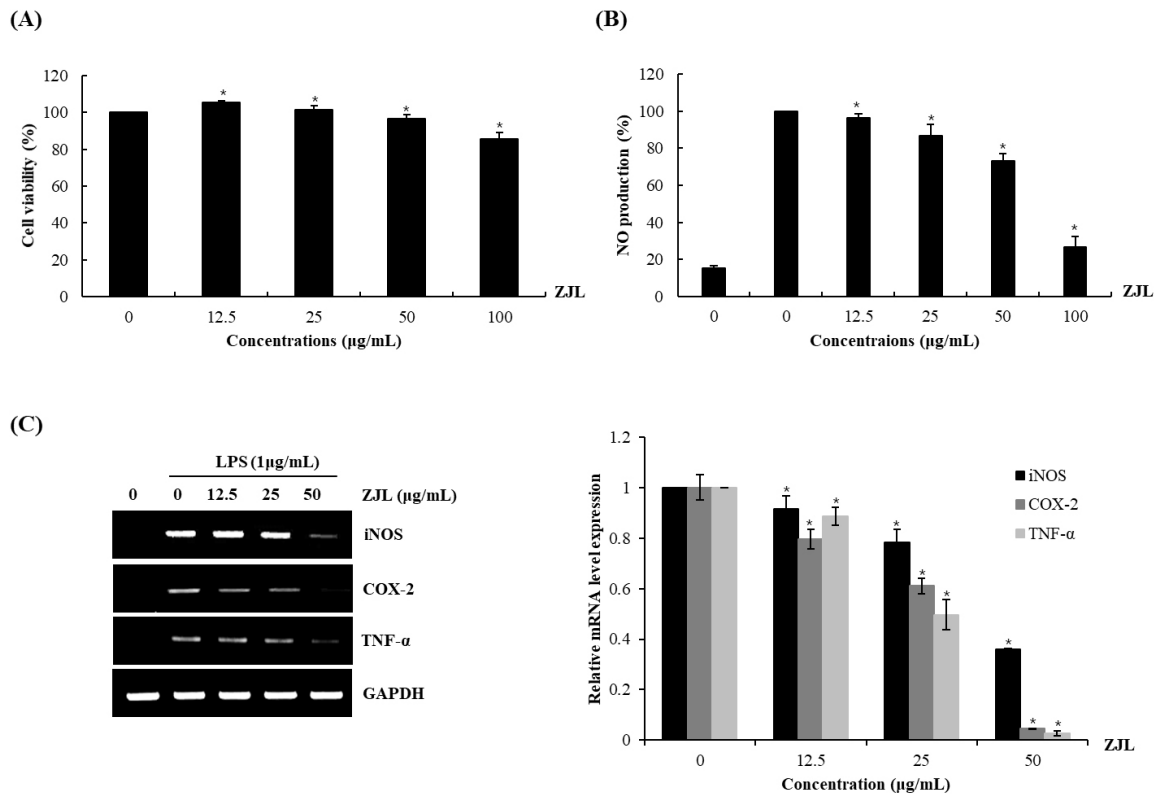 (A)
120
100
80
60
40
20
0
Cell viability (%)
*
*
*
*
ZJL
0 12.5 25 50 100
Concentrations (μg/mL)
(B)
120
100
80
60
40
20
0
NO production (%)
*
*
*
*
ZJL
0 0 12.5 25 50 100
Concentraions (μg/mL)
(C)
LPS (1μg/mL)
0 0 12.5 25 50 ZJL (μg/mL)
iNOS
COX-2
TNF-α
GAPDH
1.2
1
0.8
0.6
0.4
0.2
0
Relative mRNA level expression
iNOS
COX-2
TNF-α
* * *
* * *
* * *
ZJL
0 12.5 25 50
Concentration (μg/mL)